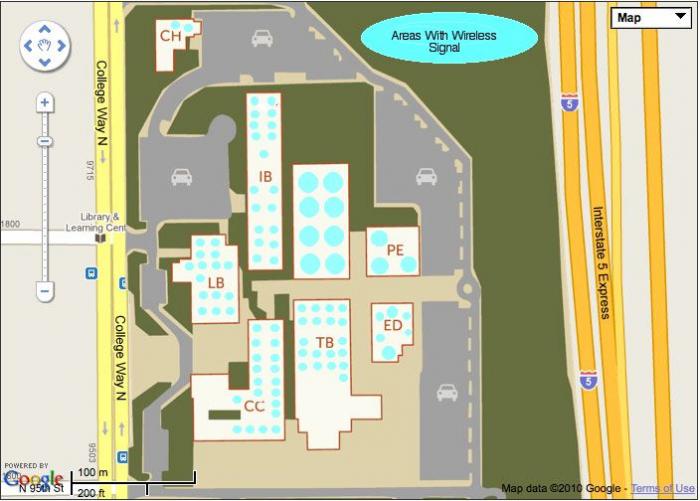 CH
Areas With Wireless
Signal
Map
5
College Way N
9715
IB
1800
Library &
Learning Cent
PE
Interstate 5 Express
LB
ED
TB
College Way N
5
CC
9503
POWERED BY
Google
100 m
N 95th St
200 ft
Map data ©2010 Google - Terms of Use